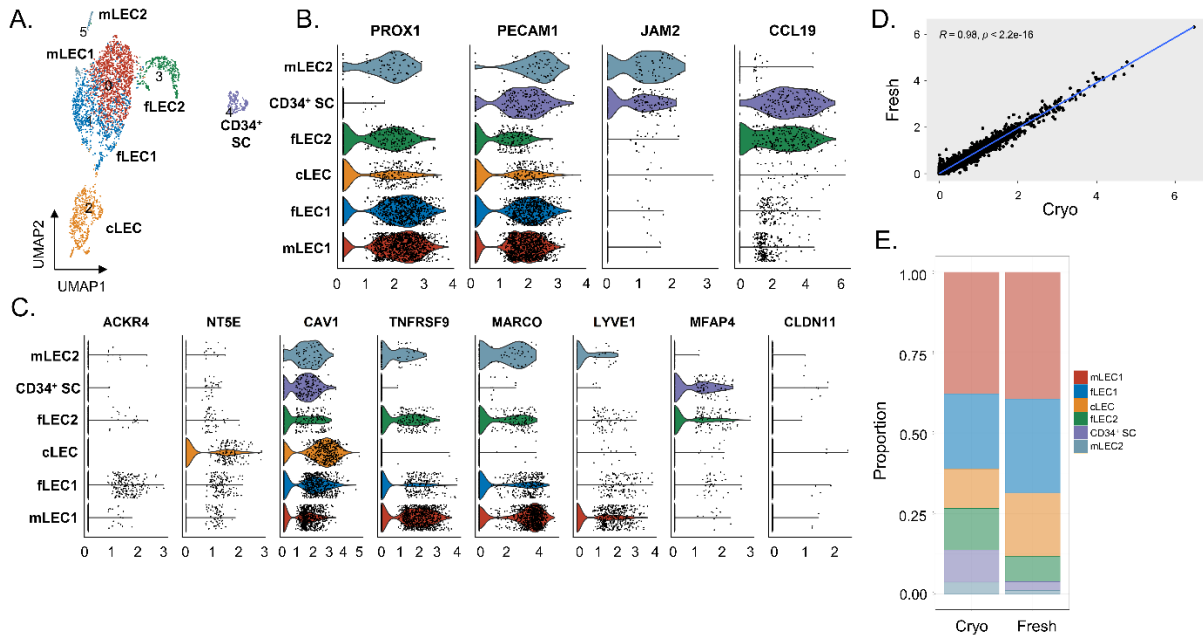 A.
mLEC2
5
mLEC1
0
3
fLEC2
1
4
CD34⁺
SC
fLEC1
2
cLEC
UMAP2
UMAP1
B.
PROX1 PECAM1 JAM2 CCL19
mLEC2
CD34⁺ SC
fLEC2
cLEC
fLEC1
mLEC1
0 1 2 3 4 0 1 2 3 4 0 1 2 3 0 2 4 6
C.
ACKR4 NT5E CAV1 TNFRSF9 MARCO LYVE1 MFAP4 CLDN11
mLEC2
CD34⁺ SC
fLEC2
cLEC
fLEC1
mLEC1
0 1 2 3 0 1 2 3 0 1 2 3 4 5 0 1 2 3 4 0 2 4 0 1 2 3 4 0 1 2 3 0 1 2
D.
R = 0.98, p < 2.2e-16
Fresh
6
4
2
0
0 2 4 6
Cryo
E.
Proportion
1.00
0.75
0.50
0.25
0.00
Cryo Fresh
mLEC1
fLEC1
cLEC
fLEC2
CD34⁺ SC
mLEC2